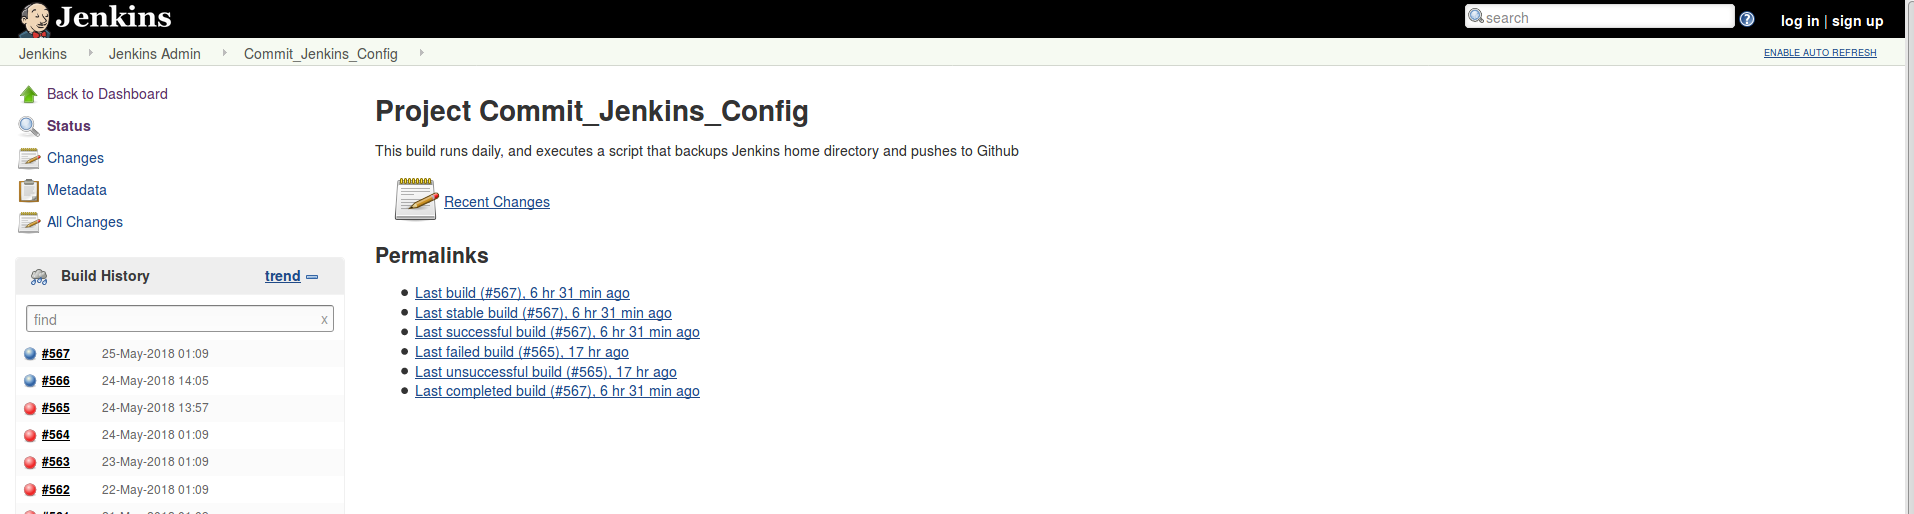 Jenkins
search
log in | sign up
Jenkins Jenkins Admin Commit_Jenkins_Config
ENABLE AUTO REFRESH
Back to Dashboard
Status
Changes
Metadata
All Changes
Build History trend
find x
#567 25-May-2018 01:09
#566 24-May-2018 14:05
#565 24-May-2018 13:57
#564 24-May-2018 01:09
#563 23-May-2018 01:09
#562 22-May-2018 01:09
Project Commit_Jenkins_Config
This build runs daily, and executes a script that backups Jenkins home directory and pushes to Github
Recent Changes
Permalinks
Last build (#567), 6 hr 31 min ago
Last stable build (#567), 6 hr 31 min ago
Last successful build (#567), 6 hr 31 min ago
Last failed build (#565), 17 hr ago
Last unsuccessful build (#565), 17 hr ago
Last completed build (#567), 6 hr 31 min ago